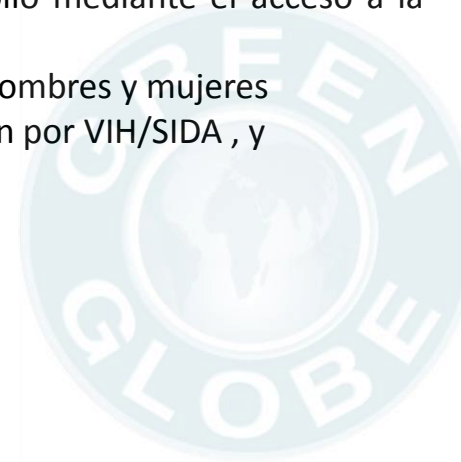 mediante el acceso a la
ombres y mujeres
n por VIH/SIDA , y
GREEN
GLOBE